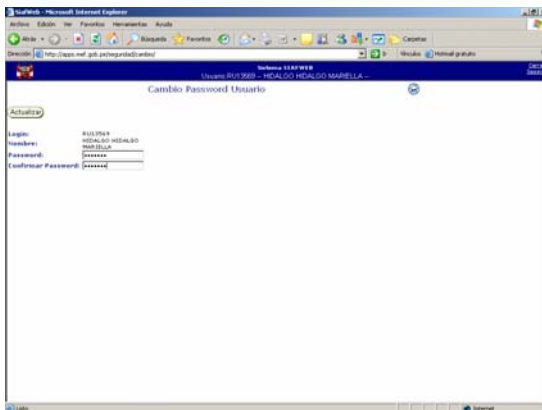 SiafWeb - Microsoft Internet Explorer
Archivo Edición Ver Favoritos Herramientas Ayuda
Atrás Búsqueda Favoritos Carpetas
Dirección http://apps.mef.gob.pe/seguridad/cambio/ Ir Vínculos Hotmail gratuito
Sistema SIAFWEB
Usuario:RU13569 -- HIDALGO HIDALGO MARIELLA --
Cambio Password Usuario
Actualizar
Login: RU13569
Nombre: HIDALGO HIDALGO
MARIELLA
Password: •••••••
Confirmar Password: •••••••
Listo Internet